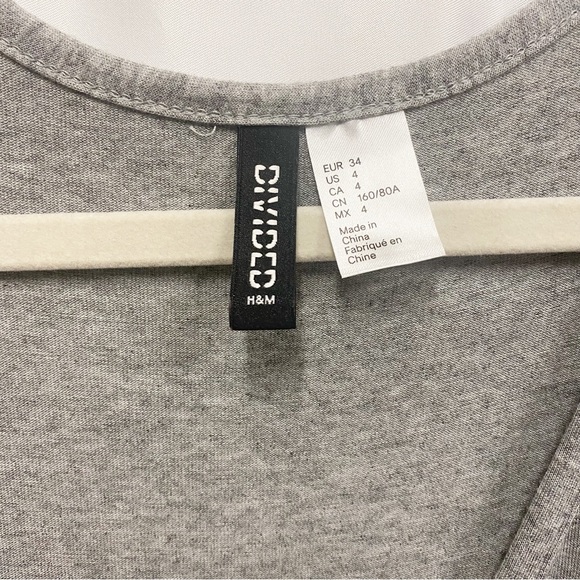 DIVIDED
H&M
EUR 34
US 4
CA 4
CN 160/80A
MX 4
Made in
China
Fabriqué en
Chine